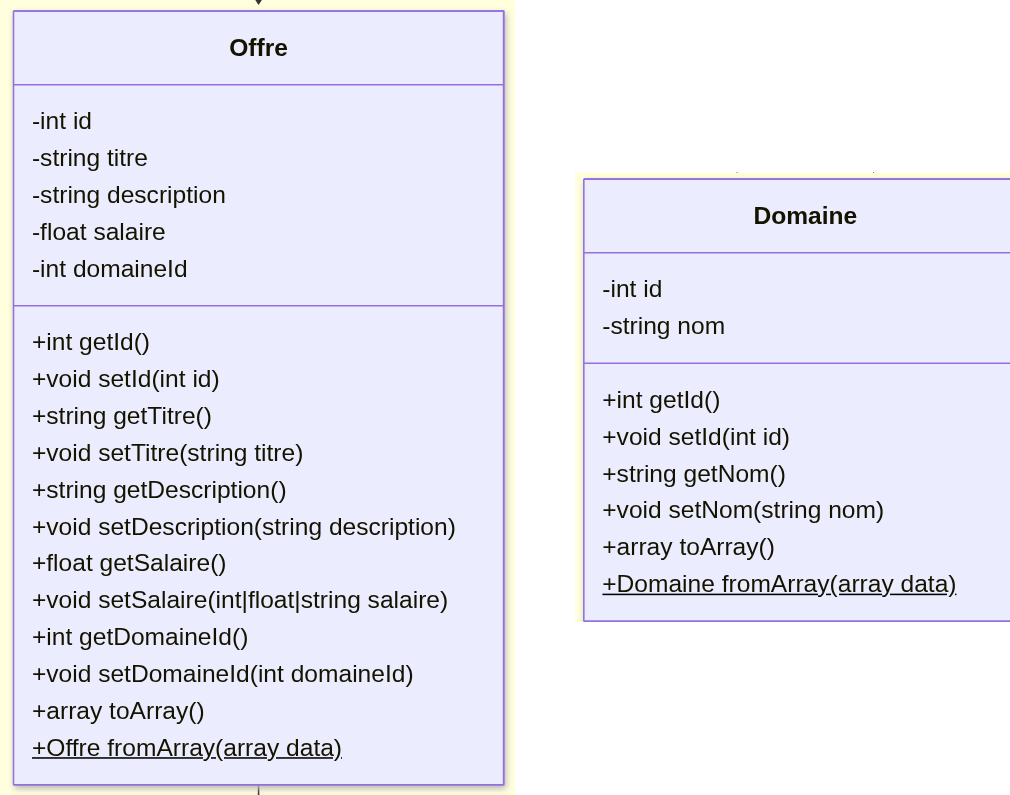 Offre
-int id
-string titre
-string description
-float salaire
-int domaineId
+int getId()
+void setId(int id)
+string getTitre()
+void setTitre(string titre)
+string getDescription()
+void setDescription(string description)
+float getSalaire()
+void setSalaire(int|float|string salaire)
+int getDomaineId()
+void setDomaineId(int domaineId)
+array toArray()
+Offre fromArray(array data)
Domaine
-int id
-string nom
+int getId()
+void setId(int id)
+string getNom()
+void setNom(string nom)
+array toArray()
+Domaine fromArray(array data)